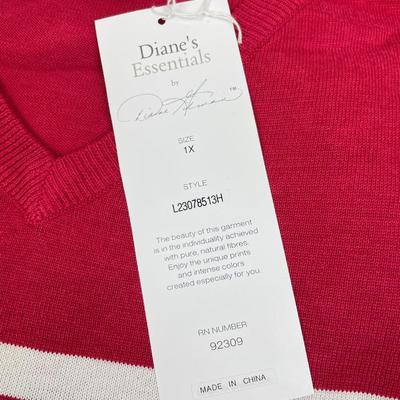 Diane's
Essentials
by
Diane Gilman™
SIZE
1X
STYLE
L23078513H
The beauty of this garment
is in the individuality achieved
with pure, natural fibres.
Enjoy the unique prints
and intense colors
created especially for you.
RN NUMBER
92309
MADE IN CHINA